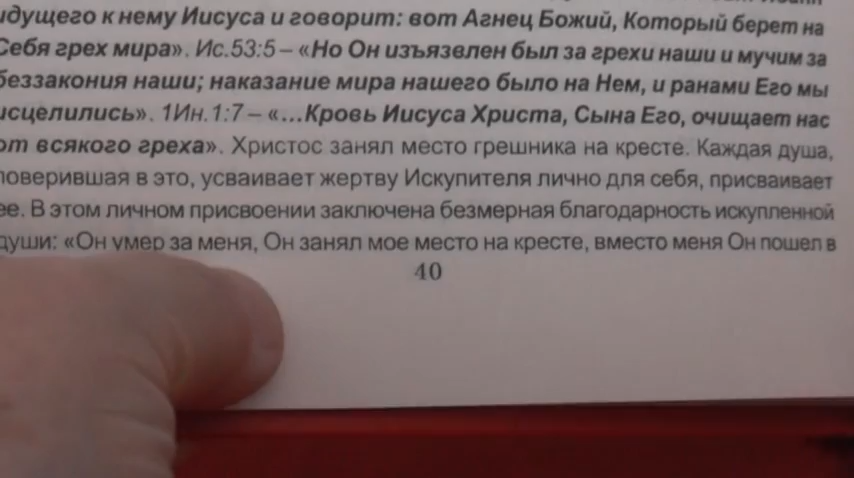 идущего к нему Иисуса и говорит: вот Агнец Божий, Который берет на
Себя грех мира». Ис.53:5 – «Но Он изъязвлен был за грехи наши и мучим за
беззакония наши; наказание мира нашего было на Нем, и ранами Его мы
исцелились». 1Ин.1:7 – «...Кровь Иисуса Христа, Сына Его, очищает нас
от всякого греха». Христос занял место грешника на кресте. Каждая душа,
поверившая в это, усваивает жертву Искупителя лично для себя, присваивает
ее. В этом личном присвоении заключена безмерная благодарность искупленной
души: «Он умер за меня, Он занял мое место на кресте, вместо меня Он пошел в
40